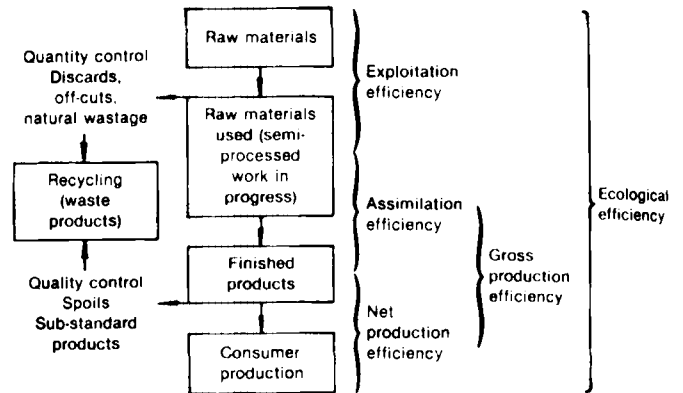 Raw materials
Quantity control
Discards,
off-cuts,
natural wastage
Exploitation
efficiency
Raw materials
used (semi-
processed
work in
progress)
Recycling
(waste
products)
Assimilation
efficiency
Ecological
efficiency
Gross
production
efficiency
Finished
products
Quality control
Spoils
Sub-standard
products
Net
production
efficiency
Consumer
production